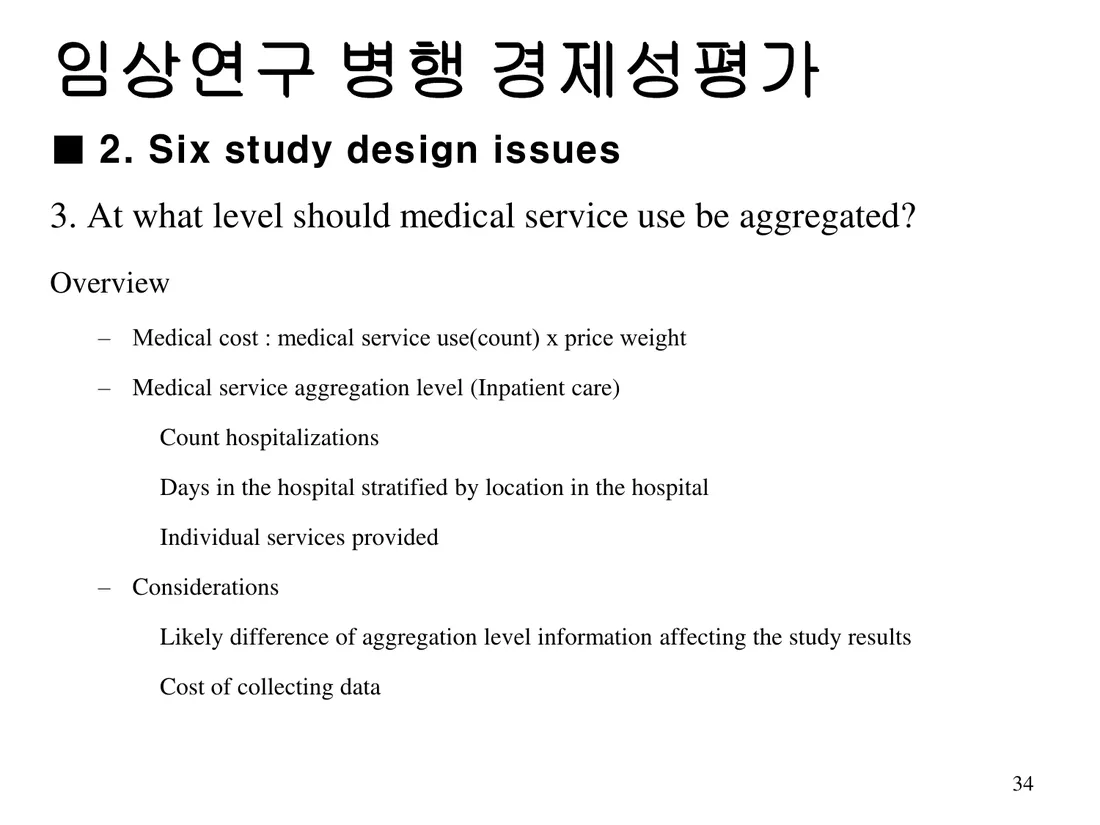 임상연구 병행 경제성평가
■ 2. Six study design issues
3. At what level should medical service use be aggregated?
Overview
– Medical cost : medical service use(count) x price weight
– Medical service aggregation level (Inpatient care)
Count hospitalizations
Days in the hospital stratified by location in the hospital
Individual services provided
– Considerations
Likely difference of aggregation level information affecting the study results
Cost of collecting data
34